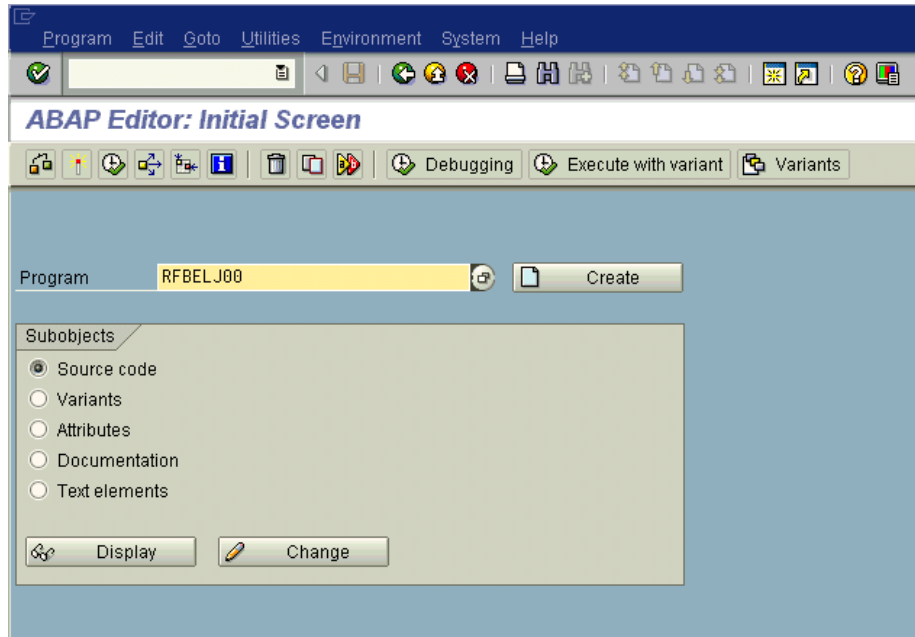 Program Edit Goto Utilities Environment System Help
ABAP Editor: Initial Screen
Debugging Execute with variant Variants
Program RFBELJ00 Create
Subobjects
Source code
Variants
Attributes
Documentation
Text elements
Display Change